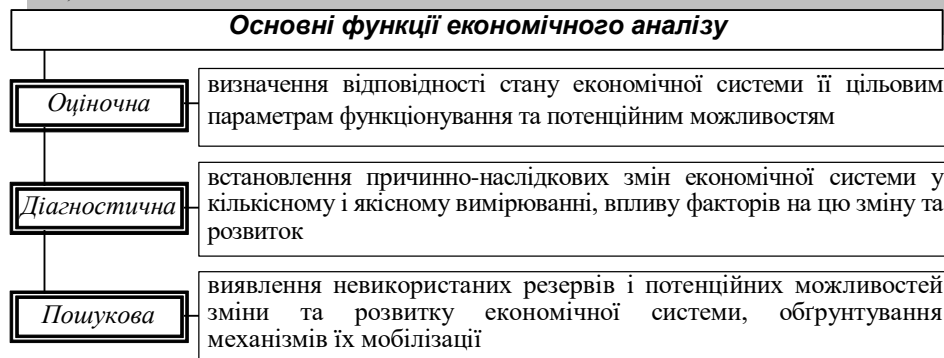 Основні функції економічного аналізу
Оціночна
визначення відповідності стану економічної системи її цільовим
параметрам функціонування та потенційним можливостям
Діагностична
встановлення причинно-наслідкових змін економічної системи у
кількісному і якісному вимірюванні, впливу факторів на цю зміну та
розвиток
Пошукова
виявлення невикористаних резервів і потенційних можливостей
зміни та розвитку економічної системи, обґрунтування
механізмів їх мобілізації